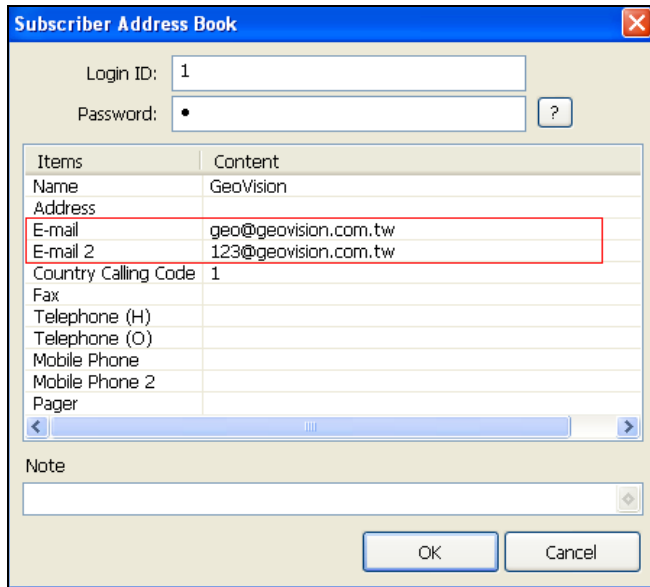 Subscriber Address Book
Login ID: 1
Password: •
?
Items Content
Name GeoVision
Address
E-mail geo@geovision.com.tw
E-mail 2 123@geovision.com.tw
Country Calling Code 1
Fax
Telephone (H)
Telephone (O)
Mobile Phone
Mobile Phone 2
Pager
Note
OK Cancel